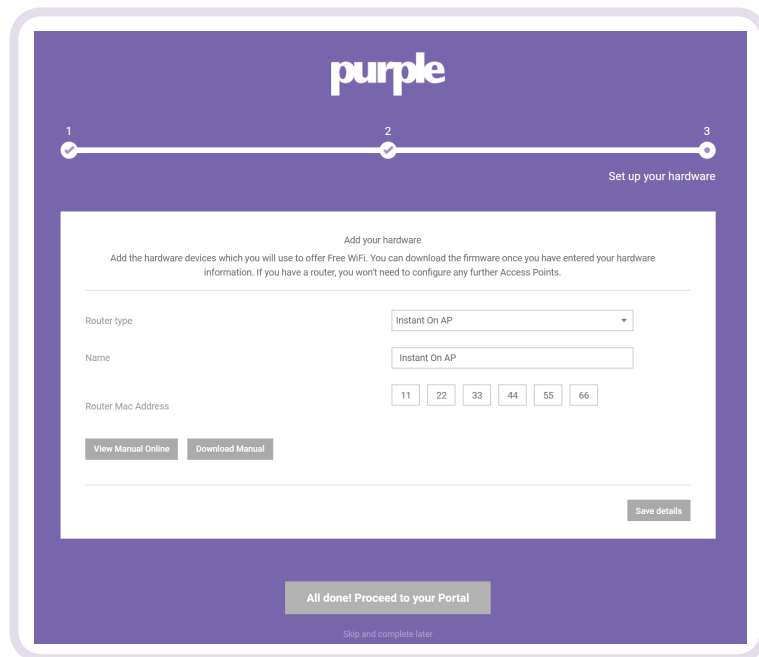 purple
1 2 3
Set up your hardware
Add your hardware
Add the hardware devices which you will use to offer Free WiFi. You can download the firmware once you have entered your hardware
information. If you have a router, you won't need to configure any further Access Points.
Router type Instant On AP
Name Instant On AP
Router Mac Address 11 22 33 44 55 66
View Manual Online Download Manual
Save details
All done! Proceed to your Portal
Skip and complete later